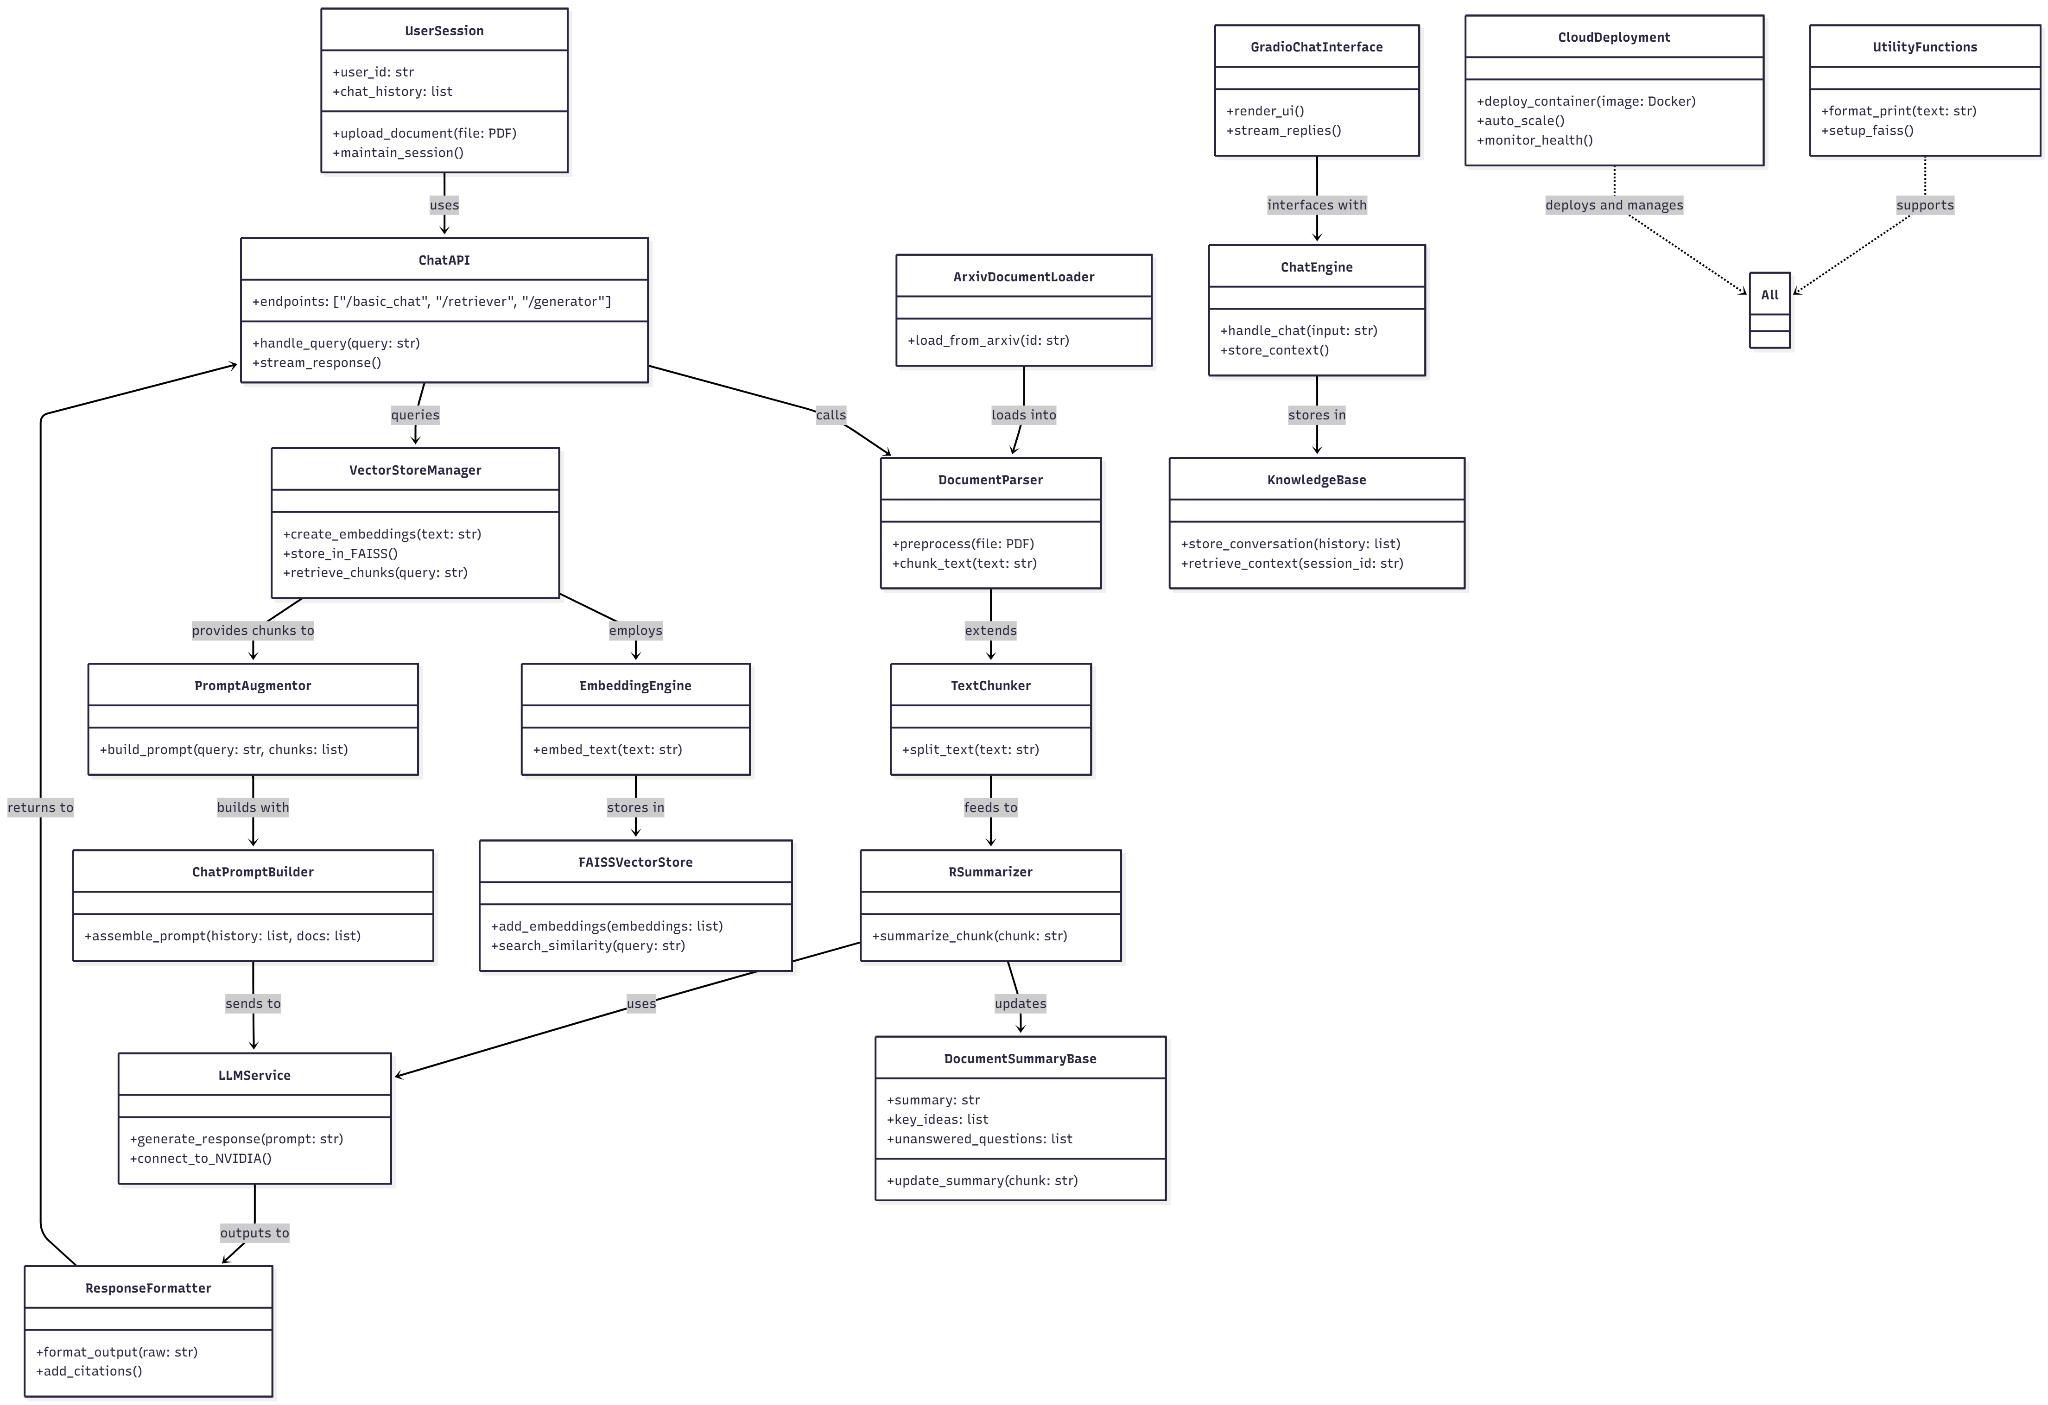 UserSession
+user_id: str
+chat_history: list
+upload_document(file: PDF)
+maintain_session()
uses
ChatAPI
+endpoints: ["/basic_chat", "/retriever", "/generator"]
+handle_query(query: str)
+stream_response()
queries
calls
VectorStoreManager
+create_embeddings(text: str)
+store_in_FAISS()
+retrieve_chunks(query: str)
provides chunks to
employs
PromptAugmentor
+build_prompt(query: str, chunks: list)
builds with
ChatPromptBuilder
+assemble_prompt(history: list, docs: list)
sends to
LLMService
+generate_response(prompt: str)
+connect_to_NVIDIA()
outputs to
ResponseFormatter
+format_output(raw: str)
+add_citations()
returns to
EmbeddingEngine
+embed_text(text: str)
stores in
FAISSVectorStore
+add_embeddings(embeddings: list)
+search_similarity(query: str)
ArxivDocumentLoader
+load_from_arxiv(id: str)
loads into
DocumentParser
+preprocess(file: PDF)
+chunk_text(text: str)
extends
TextChunker
+split_text(text: str)
feeds to
RSummarizer
+summarize_chunk(chunk: str)
uses
updates
DocumentSummaryBase
+summary: str
+key_ideas: list
+unanswered_questions: list
+update_summary(chunk: str)
GradioChatInterface
+render_ui()
+stream_replies()
interfaces with
ChatEngine
+handle_chat(input: str)
+store_context()
stores in
KnowledgeBase
+store_conversation(history: list)
+retrieve_context(session_id: str)
CloudDeployment
+deploy_container(image: Docker)
+auto_scale()
+monitor_health()
deploys and manages
UtilityFunctions
+format_print(text: str)
+setup_faiss()
supports
All